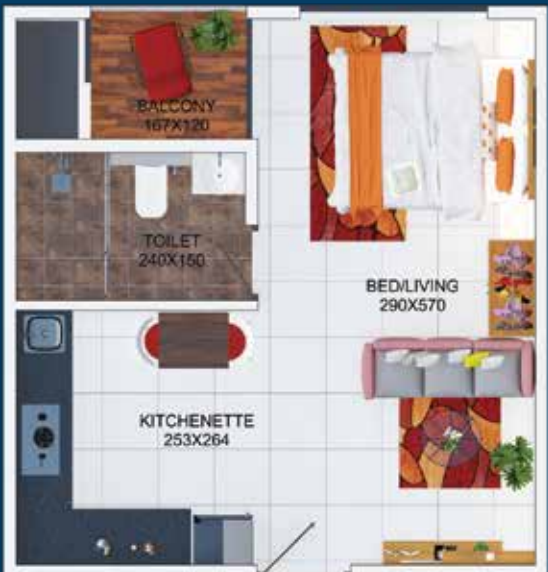 BALCONY
167X120
TOILET
240X150
BED/LIVING
290X570
KITCHENETTE
253X264